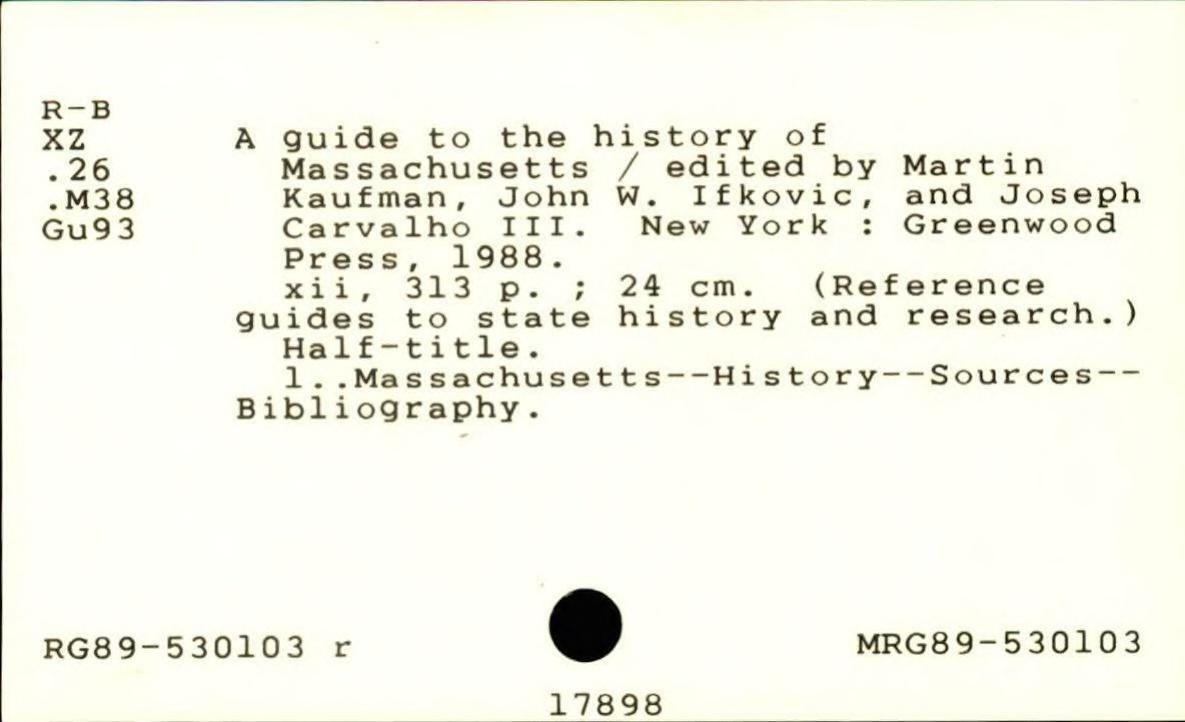 R-B
XZ A guide to the history of
.26 Massachusetts / edited by Martin
.M38 Kaufman, John W. Ifkovic, and Joseph
Gu93 Carvalho III. New York : Greenwood
Press, 1988.
xii, 313 p. ; 24 cm. (Reference
guides to state history and research.)
Half-title.
1..Massachusetts--History--Sources--
Bibliography.
RG89-530103 r MRG89-530103
17898